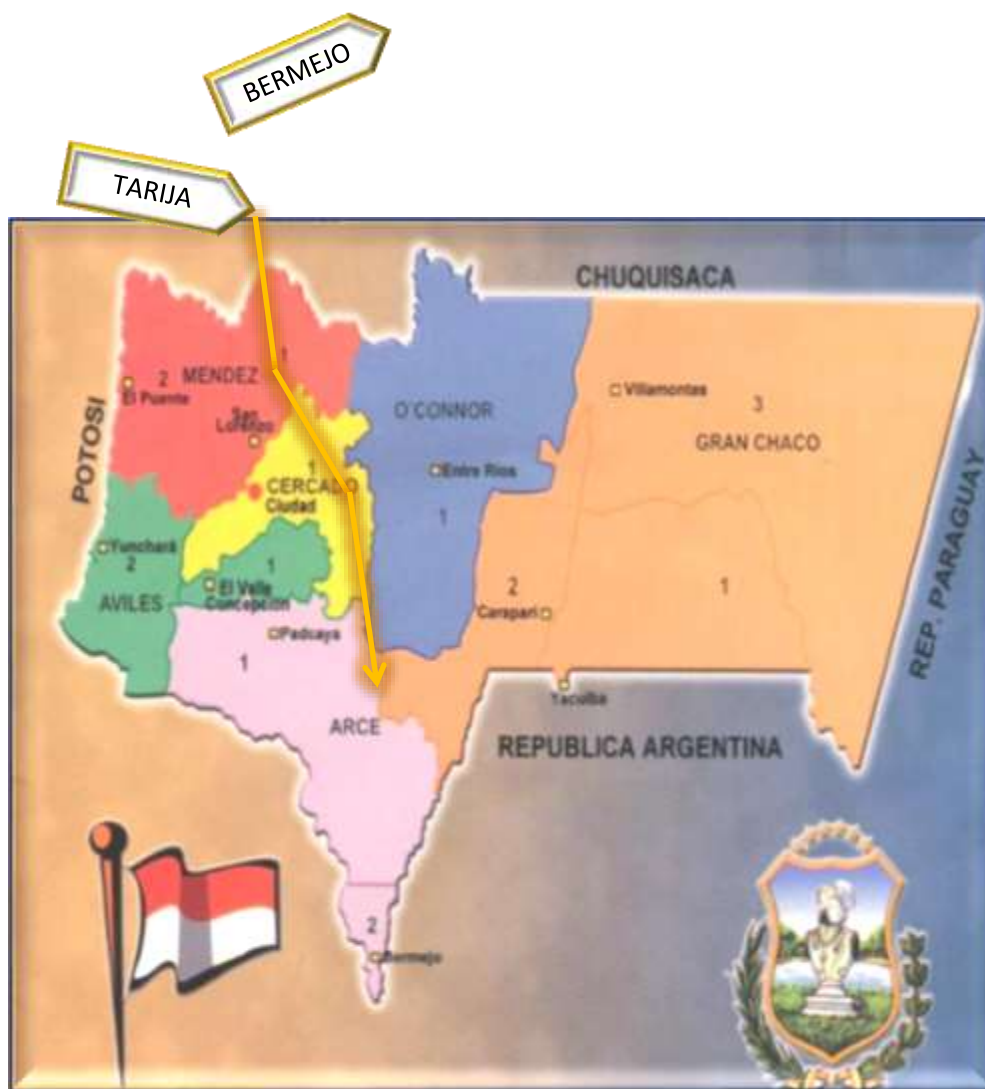 BERMEJO
TARIJA
CHUQUISACA
POTOSI
1
2
MENDEZ
El Puente
San
Lorenzo
O'CONNOR
Villamontes
3
GRAN CHACO
1
CERCADO
Ciudad
Entre Rios
1
REP. PARAGUAY
Yunchará
2
AVILES
1
El Valle
Concepcion
2
Carapari
1
Padcaya
1
ARCE
Yacuiba
REPUBLICA ARGENTINA
2
Bermejo